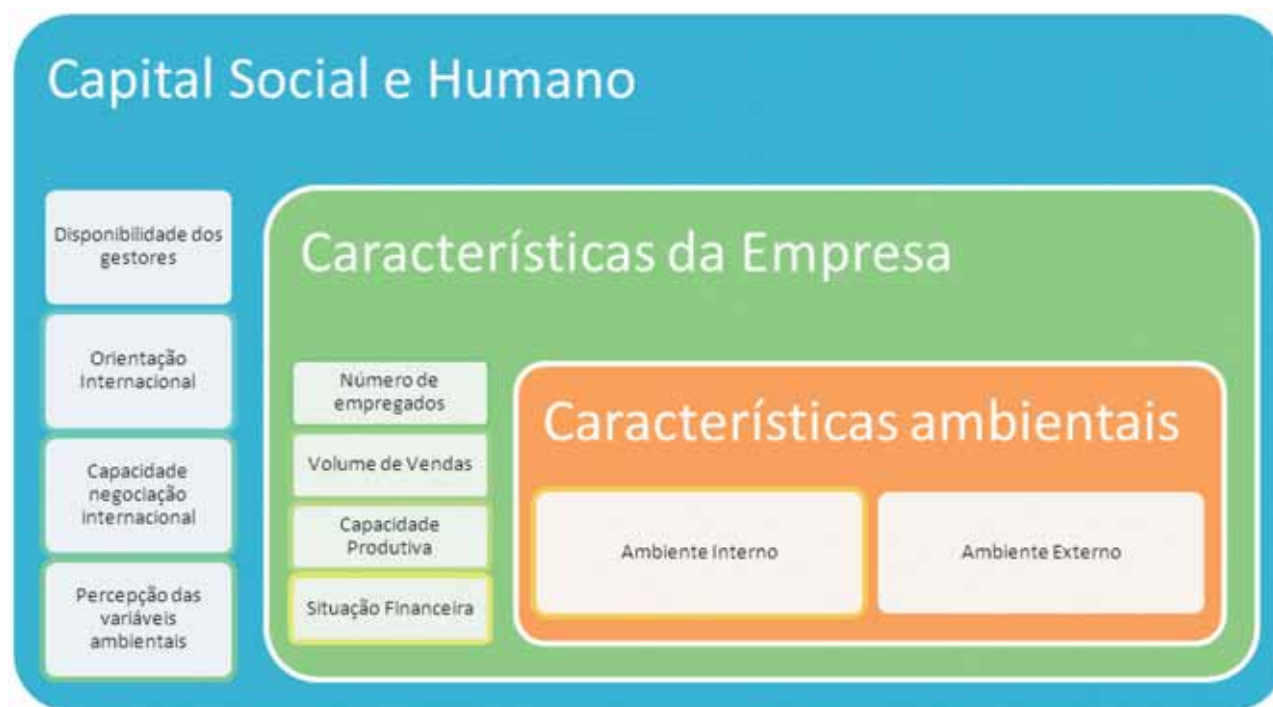 Capital Social e Humano
Disponibilidade dos
gestores
Orientação
Internacional
Capacidade
negociação
internacional
Percepção das
variáveis
ambientais
Características da Empresa
Número de
empregados
Volume de Vendas
Capacidade
Produtiva
Situação Financeira
Características ambientais
Ambiente Interno
Ambiente Externo